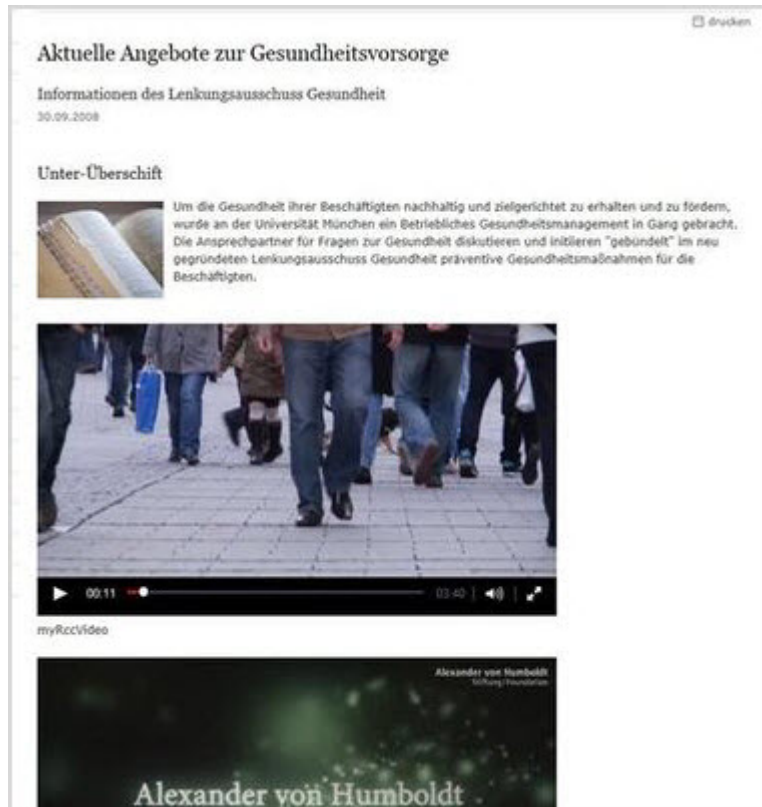 drucken
Aktuelle Angebote zur Gesundheitsvorsorge
Informationen des Lenkungsausschuss Gesundheit
30.09.2008
Unter-Überschift
Um die Gesundheit ihrer Beschäftigten nachhaltig und zielgerichtet zu erhalten und zu fördern,
wurde an der Universität München ein Betriebliches Gesundheitsmanagement in Gang gebracht.
Die Ansprechpartner für Fragen zur Gesundheit diskutieren und initiieren "gebündelt" im neu
gegründeten Lenkungsausschuss Gesundheit präventive Gesundheitsmaßnahmen für die
Beschäftigten.
00:11 03:40
myRccVideo
Alexander von Humboldt
Stiftung/Foundation
Alexander von Humboldt